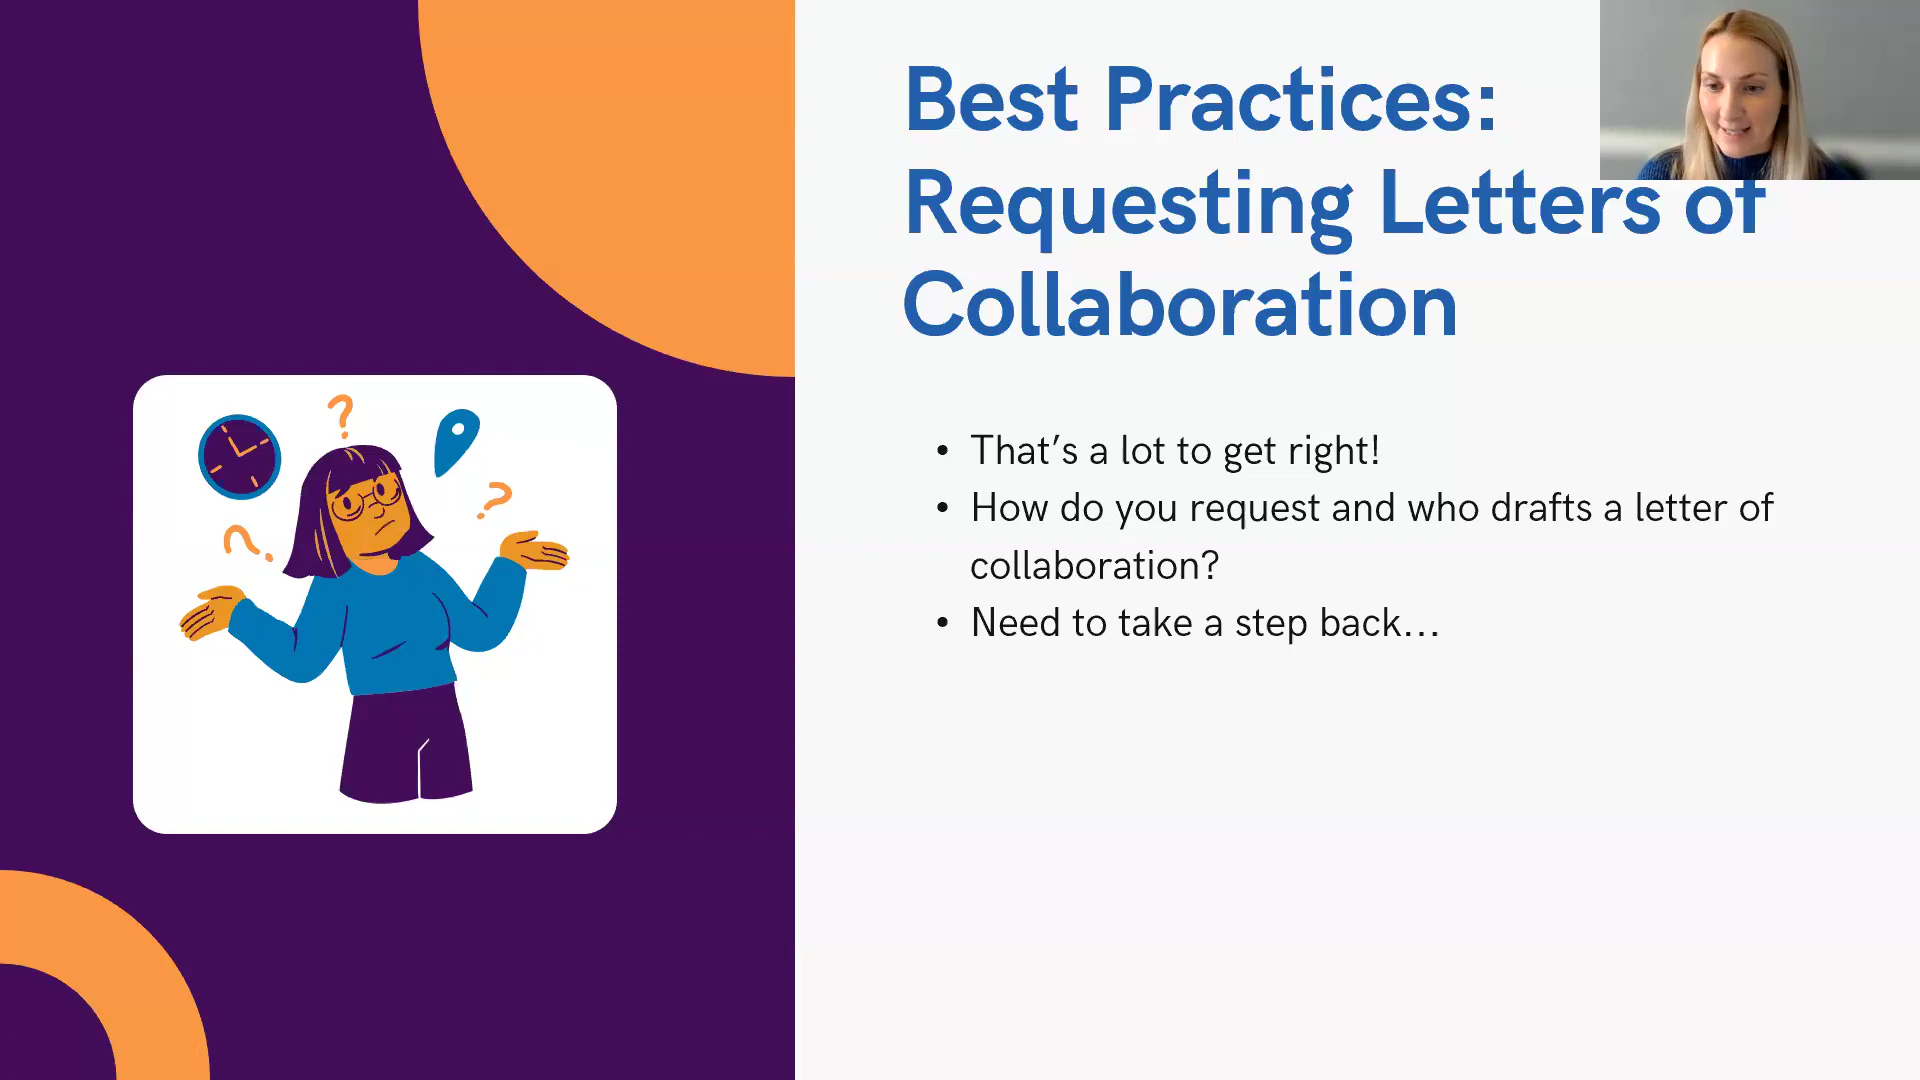 Best Practices:
Requesting Letters of
Collaboration
• That’s a lot to get right!
• How do you request and who drafts a letter of
collaboration?
• Need to take a step back...
? ? ?